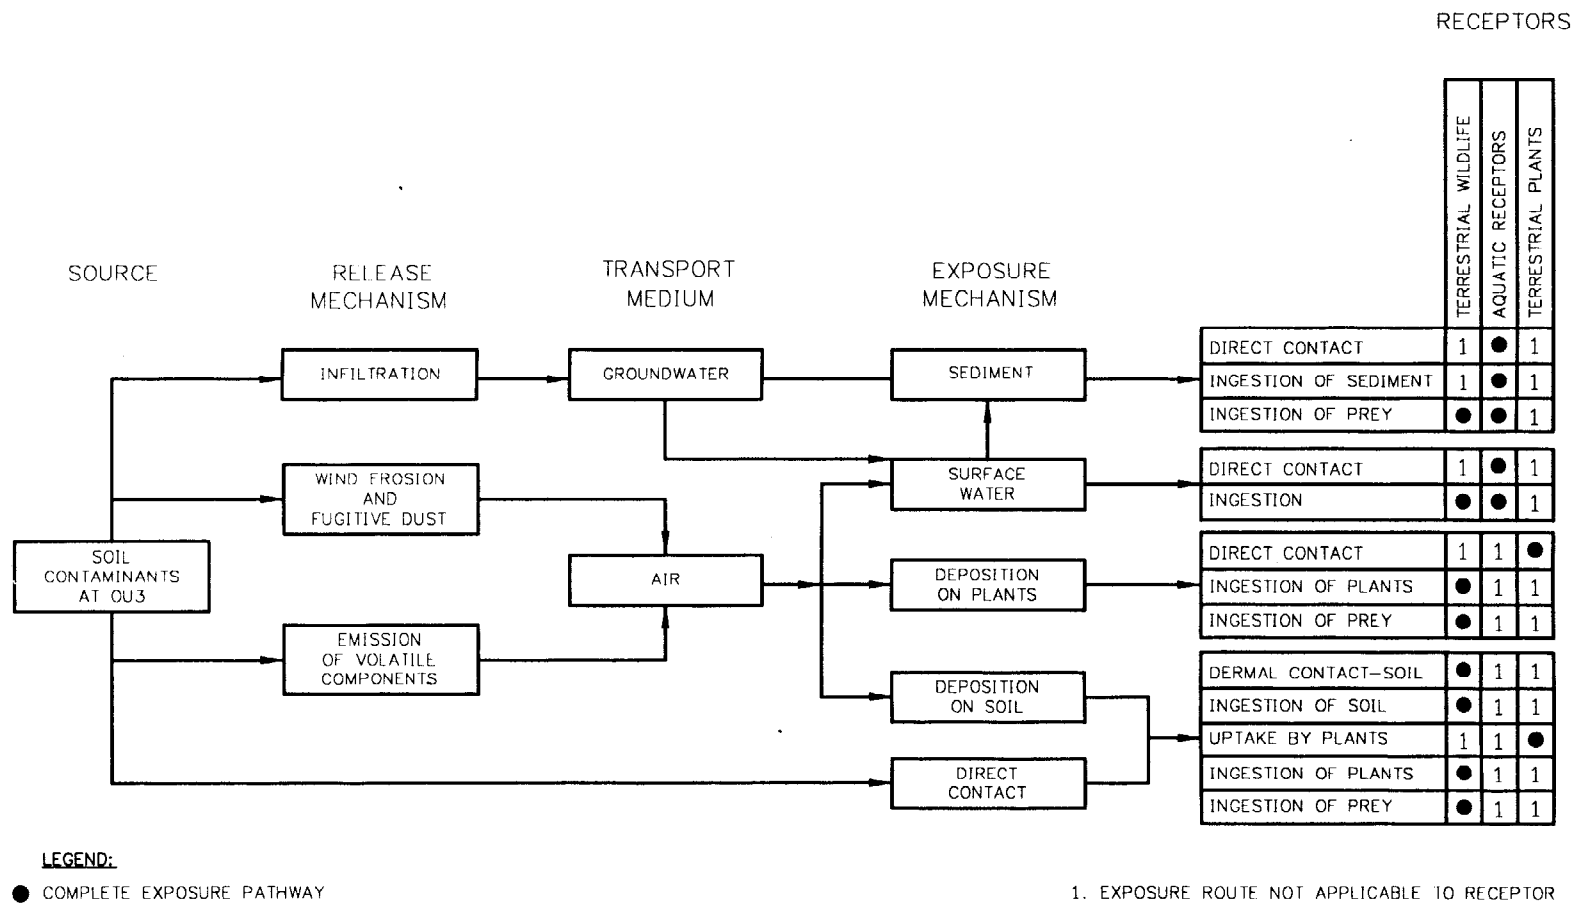 RECEPTORS
TERRESTRIAL WILDLIFE
AQUATIC RECEPTORS
TERRESTRIAL PLANTS
SOURCE
RELEASE
MECHANISM
TRANSPORT
MEDIUM
EXPOSURE
MECHANISM
INFILTRATION
GROUNDWATER
SEDIMENT
DIRECT CONTACT 1 ● 1
INGESTION OF SEDIMENT 1 ● 1
INGESTION OF PREY ● ● 1
WIND EROSION
AND
FUGITIVE DUST
SURFACE
WATER
DIRECT CONTACT 1 ● 1
INGESTION ● ● 1
SOIL
CONTAMINANTS
AT OU3
AIR
DEPOSITION
ON PLANTS
DIRECT CONTACT 1 1 ●
INGESTION OF PLANTS ● 1 1
INGESTION OF PREY ● 1 1
EMISSION
OF VOLATILE
COMPONENTS
DEPOSITION
ON SOIL
DERMAL CONTACT-SOIL ● 1 1
INGESTION OF SOIL ● 1 1
UPTAKE BY PLANTS 1 1 ●
INGESTION OF PLANTS ● 1 1
INGESTION OF PREY ● 1 1
DIRECT
CONTACT
LEGEND:
● COMPLETE EXPOSURE PATHWAY
1. EXPOSURE ROUTE NOT APPLICABLE TO RECEPTOR